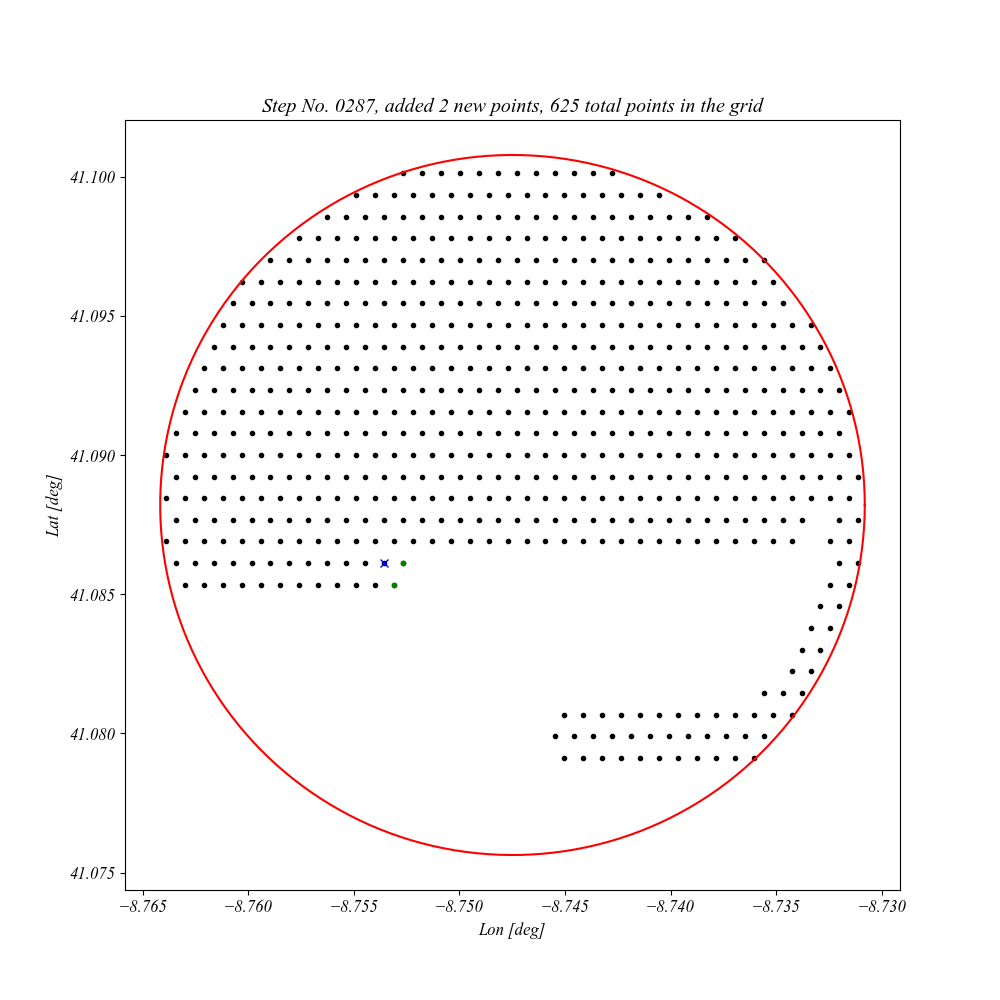 Step No. 0287, added 2 new points, 625 total points in the grid
41.100
41.095
41.090
41.085
41.080
41.075
Lat [deg]
−8.765 −8.760 −8.755 −8.750 −8.745 −8.740 −8.735 −8.730
Lon [deg]